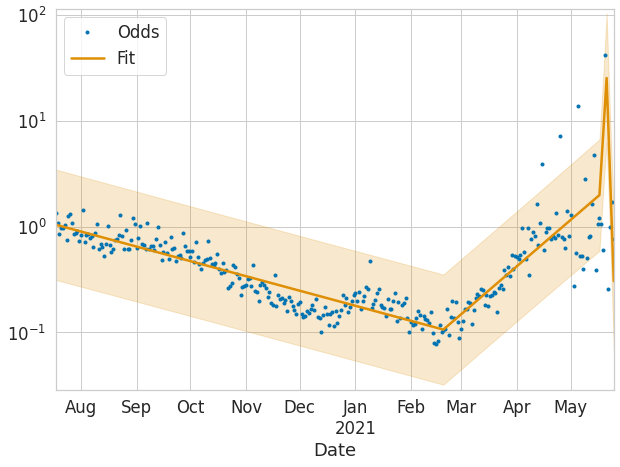 10²
10¹
10⁰
10⁻¹
Odds
Fit
Aug Sep Oct Nov Dec Jan Feb Mar Apr May
2021
Date